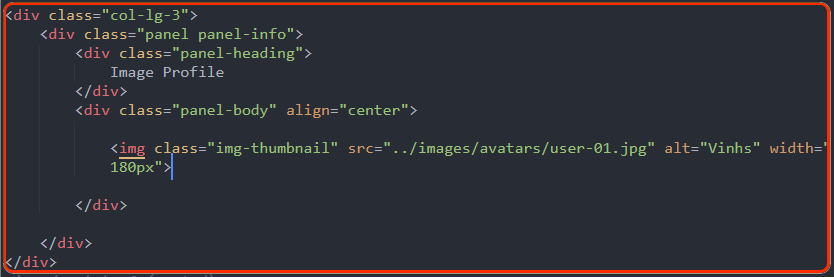 <div class="col-lg-3">
<div class="panel panel-info">
<div class="panel-heading">
Image Profile
</div>
<div class="panel-body" align="center">
<img class="img-thumbnail" src="../images/avatars/user-01.jpg" alt="Vinhs" width="
180px">
</div>
</div>
</div>